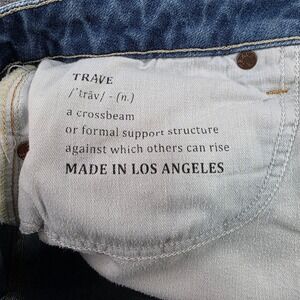 TRAVE
/ˈtrāv/ - (n.)
a crossbeam
or formal support structure
against which others can rise
MADE IN LOS ANGELES